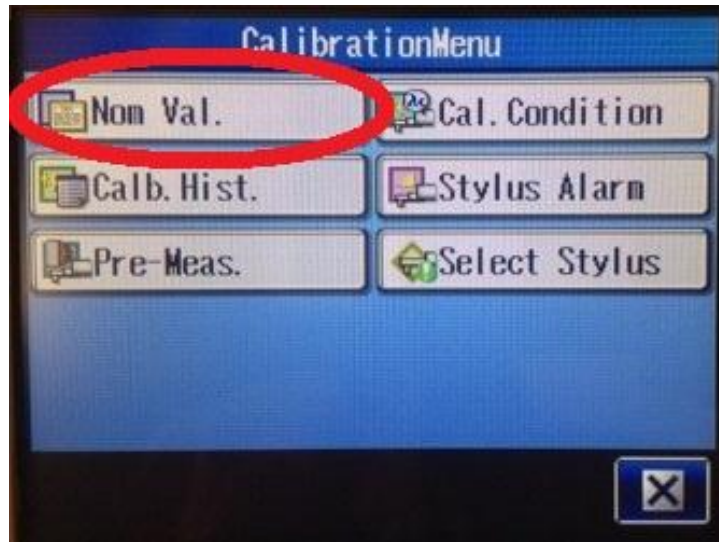 CalibrationMenu
Nom Val.
Cal.Condition
Calb.Hist.
Stylus Alarm
Pre-Meas.
Select Stylus